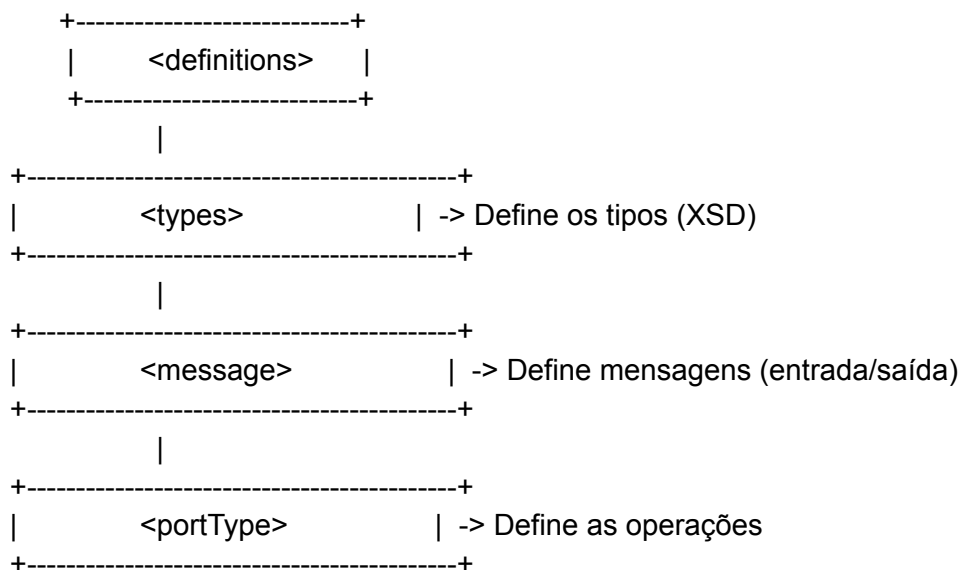 +----------------------------+
| <definitions> |
+----------------------------+
|
+--------------------------------------------+
| <types> | -> Define os tipos (XSD)
+--------------------------------------------+
|
+--------------------------------------------+
| <message> | -> Define mensagens (entrada/saída)
+--------------------------------------------+
|
+--------------------------------------------+
| <portType> | -> Define as operações
+--------------------------------------------+